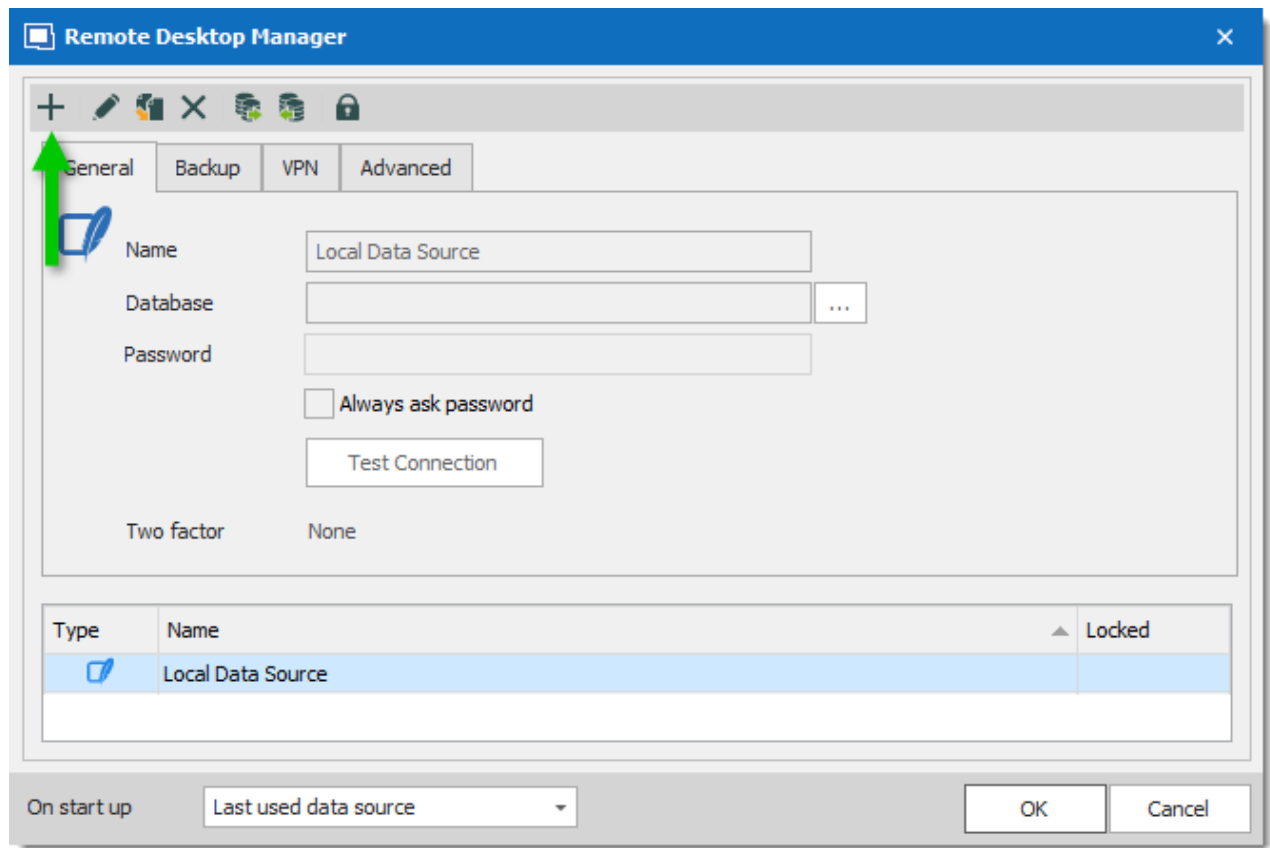 Remote Desktop Manager
General Backup VPN Advanced
Name Local Data Source
Database ...
Password
Always ask password
Test Connection
Two factor None
Type Name Locked
Local Data Source
On start up Last used data source OK Cancel